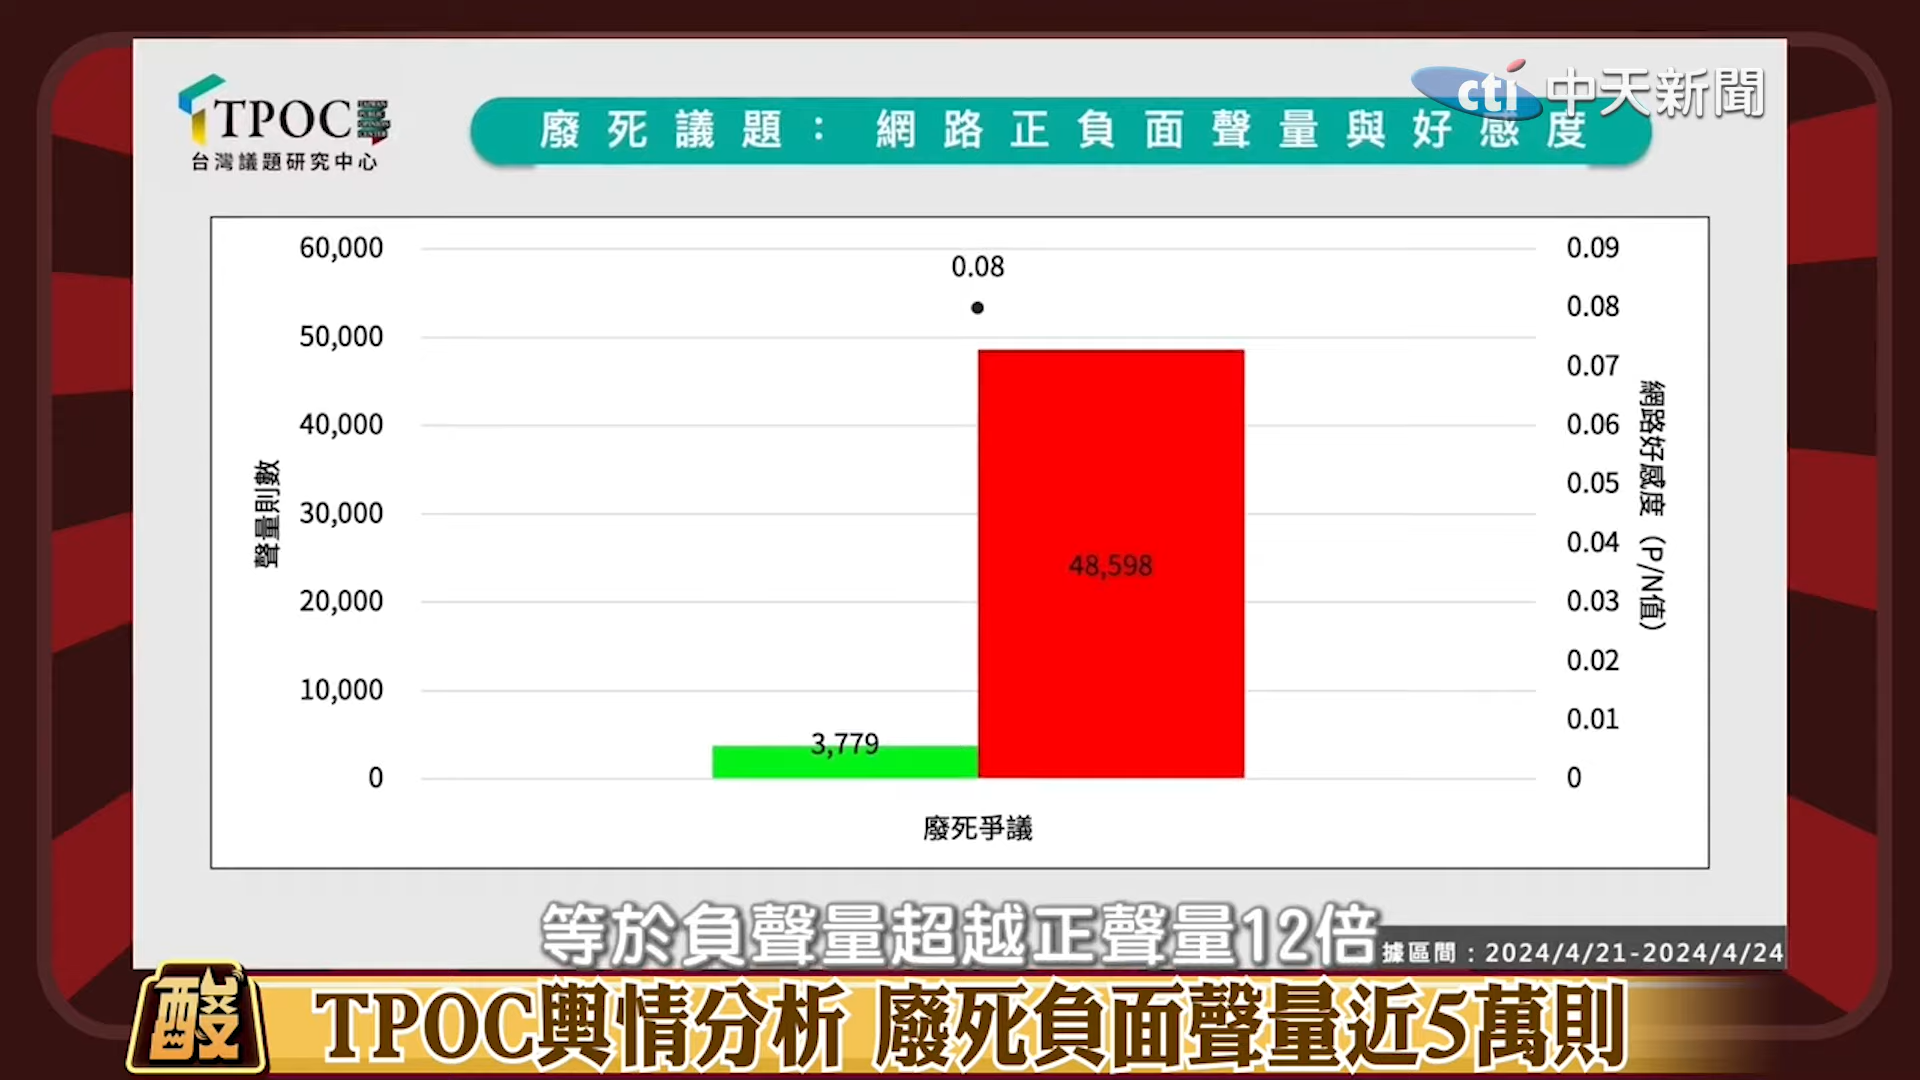 TPOC
TAIWAN
PUBLIC
OPINION
CENTER
台灣議題研究中心
廢死議題：網路正負面聲量與好感度
cti 中天新聞
60,000
50,000
40,000
30,000
20,000
10,000
0
聲量則數
0.08
48,598
3,779
廢死爭議
0.09
0.08
0.07
0.06
0.05
0.04
0.03
0.02
0.01
0
網路好感度（P/N值）
等於負聲量超越正聲量12倍
據區間：2024/4/21-2024/4/24
酸
TPOC輿情分析 廢死負面聲量近5萬則